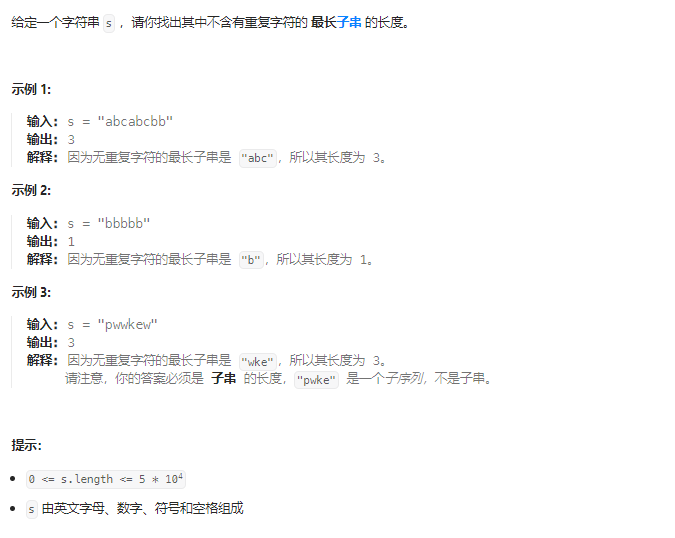 给定一个字符串 s ，请你找出其中不含有重复字符的 最长子串 的长度。
示例 1:
输入: s = "abcabcbb"
输出: 3
解释: 因为无重复字符的最长子串是 "abc"，所以其长度为 3。
示例 2:
输入: s = "bbbbb"
输出: 1
解释: 因为无重复字符的最长子串是 "b"，所以其长度为 1。
示例 3:
输入: s = "pwwkew"
输出: 3
解释: 因为无重复字符的最长子串是 "wke"，所以其长度为 3。
请注意，你的答案必须是 子串 的长度，"pwke" 是一个子序列，不是子串。
提示：
0 <= s.length <= 5 * 10⁴
s 由英文字母、数字、符号和空格组成